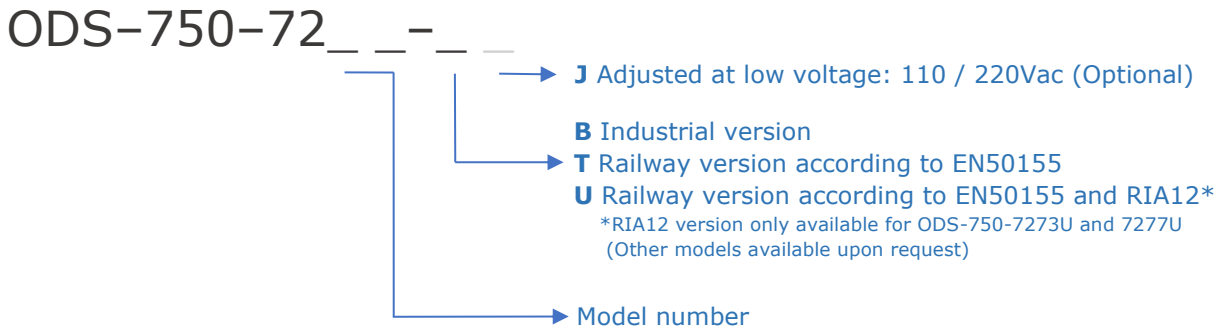 ODS–750–72_ _–_ _
J Adjusted at low voltage: 110 / 220Vac (Optional)
B Industrial version
T Railway version according to EN50155
U Railway version according to EN50155 and RIA12*
*RIA12 version only available for ODS-750-7273U and 7277U
(Other models available upon request)
Model number